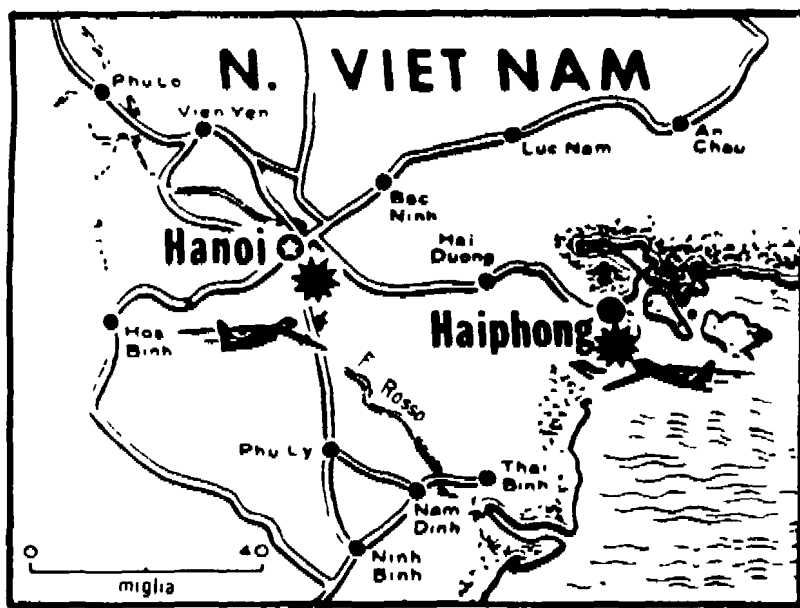 N. VIET NAM
Phu Lo
Vien Yen
Luc Nam
An
Chau
Bac
Ninh
Hanoi
Hai
Duong
Haiphong
Hoa
Binh
F. Rosso
Phu Ly
Thai
Binh
Nam
Dinh
Ninh
Binh
0
40
miglia